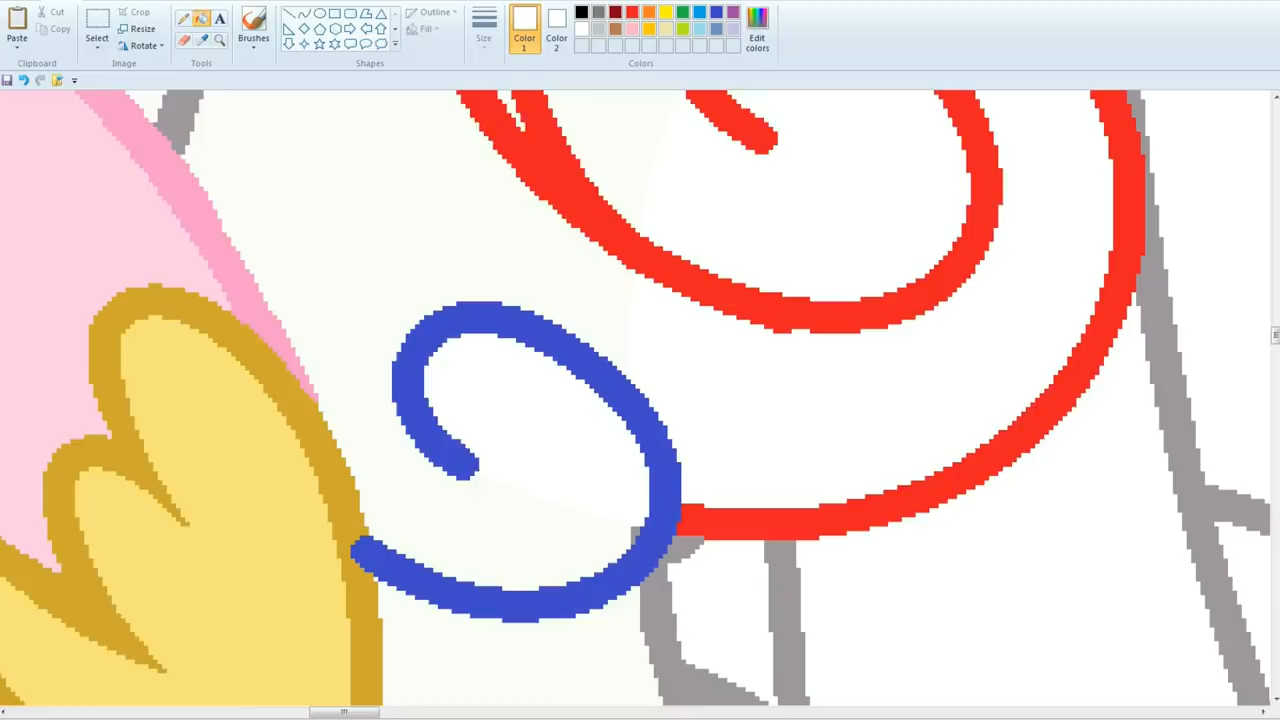 Paste
Cut
Copy
Clipboard
Select
Crop
Resize
Rotate
Image
A
Tools
Brushes
Shapes
Outline
Fill
Size
Color 1
Color 2
Colors
Edit colors